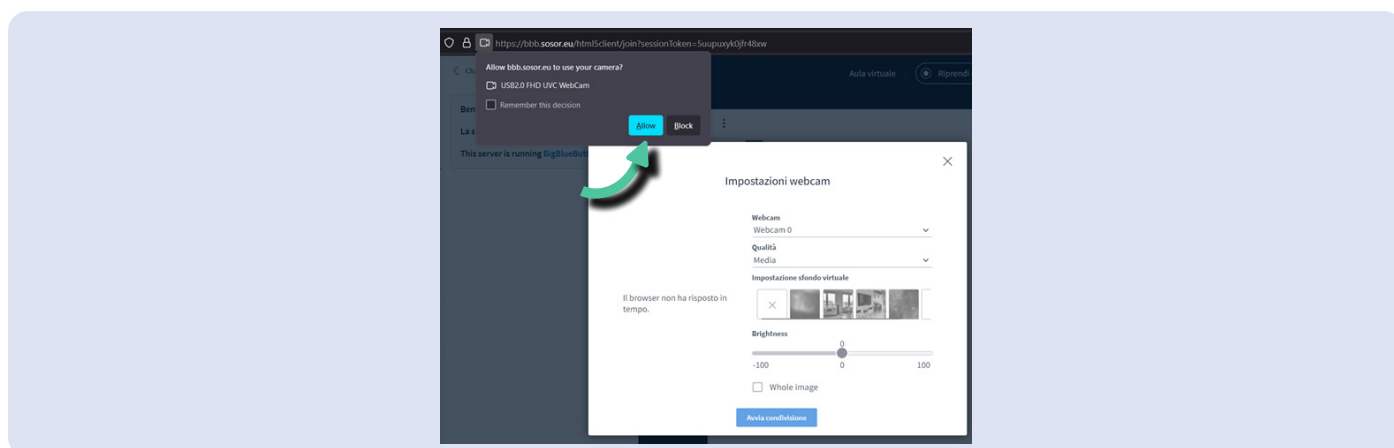 https://bbb.sosor.eu/html5client/join?sessionToken=5uupuxyk0jfr48xw
Allow bbb.sosor.eu to use your camera?
USB2.0 FHD UVC WebCam
Remember this decision
Allow Block
Aula virtuale
Riprendi
Ben
La s
This server is running BigBlueBut
Impostazioni webcam
Webcam
Webcam 0
Qualità
Media
Impostazione sfondo virtuale
Il browser non ha risposto in
tempo.
Brightness
0
-100 0 100
Whole image
Avvia condivisione